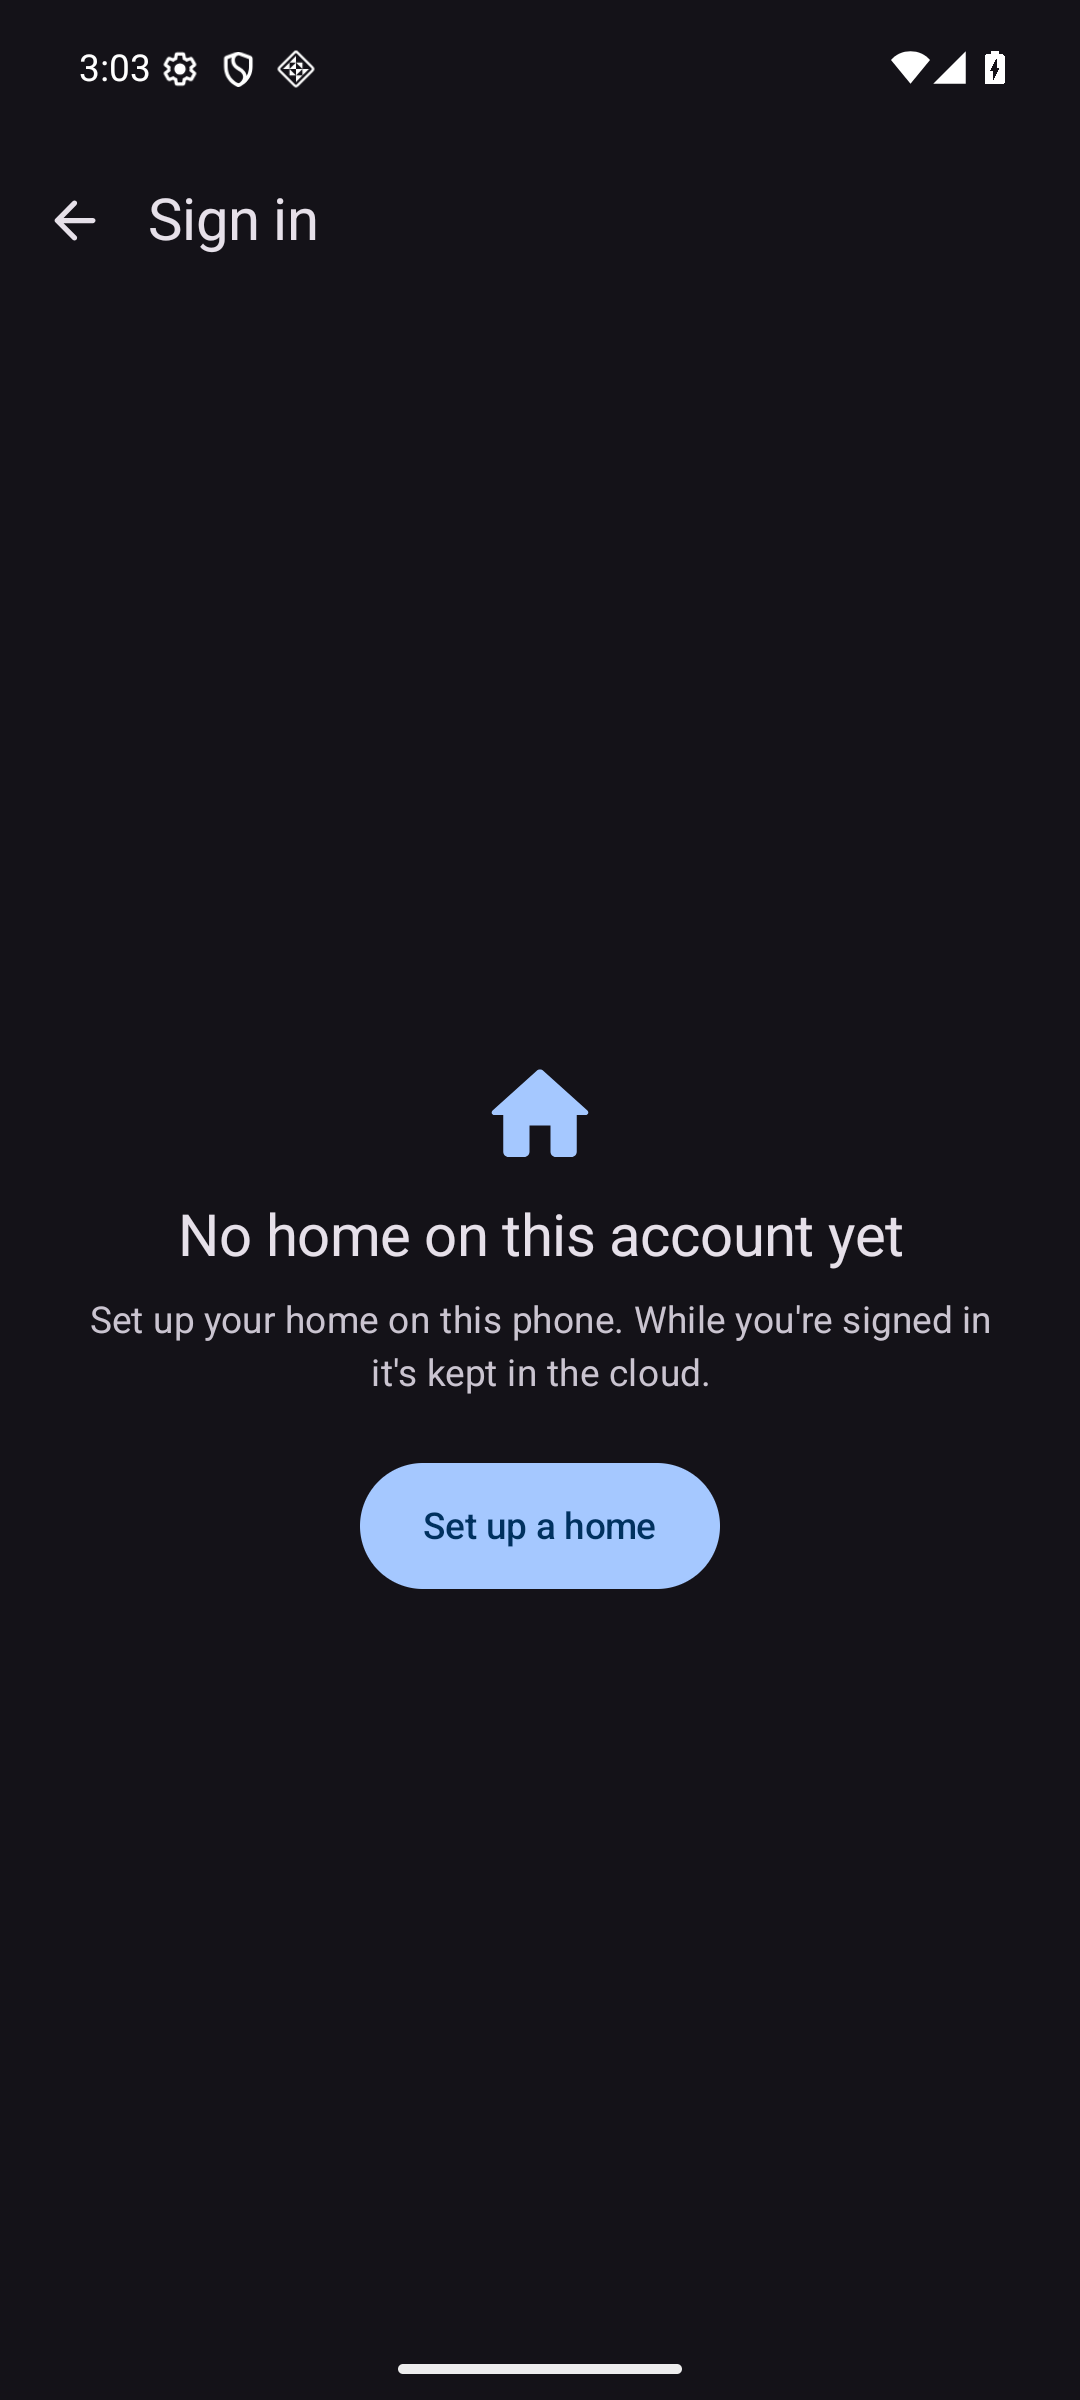 3:03
Sign in
No home on this account yet
Set up your home on this phone. While you're signed in
it's kept in the cloud.
Set up a home